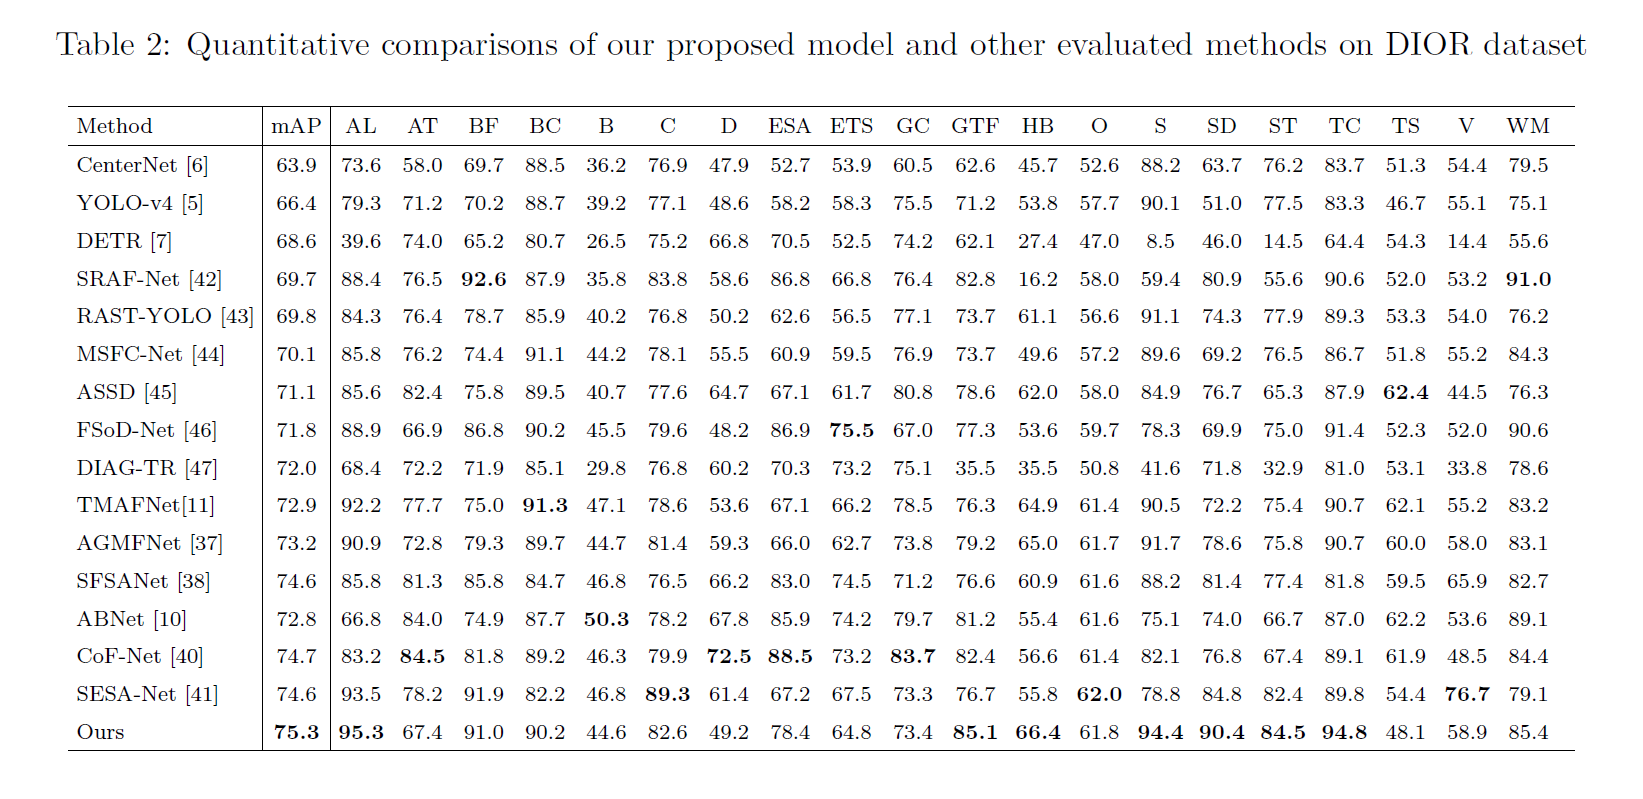 Table 2: Quantitative comparisons of our proposed model and other evaluated methods on DIOR dataset
Method mAP AL AT BF BC B C D ESA ETS GC GTF HB O S SD ST TC TS V WM
CenterNet [6] 63.9 73.6 58.0 69.7 88.5 36.2 76.9 47.9 52.7 53.9 60.5 62.6 45.7 52.6 88.2 63.7 76.2 83.7 51.3 54.4 79.5
YOLO-v4 [5] 66.4 79.3 71.2 70.2 88.7 39.2 77.1 48.6 58.2 58.3 75.5 71.2 53.8 57.7 90.1 51.0 77.5 83.3 46.7 55.1 75.1
DETR [7] 68.6 39.6 74.0 65.2 80.7 26.5 75.2 66.8 70.5 52.5 74.2 62.1 27.4 47.0 8.5 46.0 14.5 64.4 54.3 14.4 55.6
SRAF-Net [42] 69.7 88.4 76.5 92.6 87.9 35.8 83.8 58.6 86.8 66.8 76.4 82.8 16.2 58.0 59.4 80.9 55.6 90.6 52.0 53.2 91.0
RAST-YOLO [43] 69.8 84.3 76.4 78.7 85.9 40.2 76.8 50.2 62.6 56.5 77.1 73.7 61.1 56.6 91.1 74.3 77.9 89.3 53.3 54.0 76.2
MSFC-Net [44] 70.1 85.8 76.2 74.4 91.1 44.2 78.1 55.5 60.9 59.5 76.9 73.7 49.6 57.2 89.6 69.2 76.5 86.7 51.8 55.2 84.3
ASSD [45] 71.1 85.6 82.4 75.8 89.5 40.7 77.6 64.7 67.1 61.7 80.8 78.6 62.0 58.0 84.9 76.7 65.3 87.9 62.4 44.5 76.3
FSoD-Net [46] 71.8 88.9 66.9 86.8 90.2 45.5 79.6 48.2 86.9 75.5 67.0 77.3 53.6 59.7 78.3 69.9 75.0 91.4 52.3 52.0 90.6
DIAG-TR [47] 72.0 68.4 72.2 71.9 85.1 29.8 76.8 60.2 70.3 73.2 75.1 35.5 35.5 50.8 41.6 71.8 32.9 81.0 53.1 33.8 78.6
TMAFNet[11] 72.9 92.2 77.7 75.0 91.3 47.1 78.6 53.6 67.1 66.2 78.5 76.3 64.9 61.4 90.5 72.2 75.4 90.7 62.1 55.2 83.2
AGMFNet [37] 73.2 90.9 72.8 79.3 89.7 44.7 81.4 59.3 66.0 62.7 73.8 79.2 65.0 61.7 91.7 78.6 75.8 90.7 60.0 58.0 83.1
SFSANet [38] 74.6 85.8 81.3 85.8 84.7 46.8 76.5 66.2 83.0 74.5 71.2 76.6 60.9 61.6 88.2 81.4 77.4 81.8 59.5 65.9 82.7
ABNet [10] 72.8 66.8 84.0 74.9 87.7 50.3 78.2 67.8 85.9 74.2 79.7 81.2 55.4 61.6 75.1 74.0 66.7 87.0 62.2 53.6 89.1
CoF-Net [40] 74.7 83.2 84.5 81.8 89.2 46.3 79.9 72.5 88.5 73.2 83.7 82.4 56.6 61.4 82.1 76.8 67.4 89.1 61.9 48.5 84.4
SESA-Net [41] 74.6 93.5 78.2 91.9 82.2 46.8 89.3 61.4 67.2 67.5 73.3 76.7 55.8 62.0 78.8 84.8 82.4 89.8 54.4 76.7 79.1
Ours 75.3 95.3 67.4 91.0 90.2 44.6 82.6 49.2 78.4 64.8 73.4 85.1 66.4 61.8 94.4 90.4 84.5 94.8 48.1 58.9 85.4